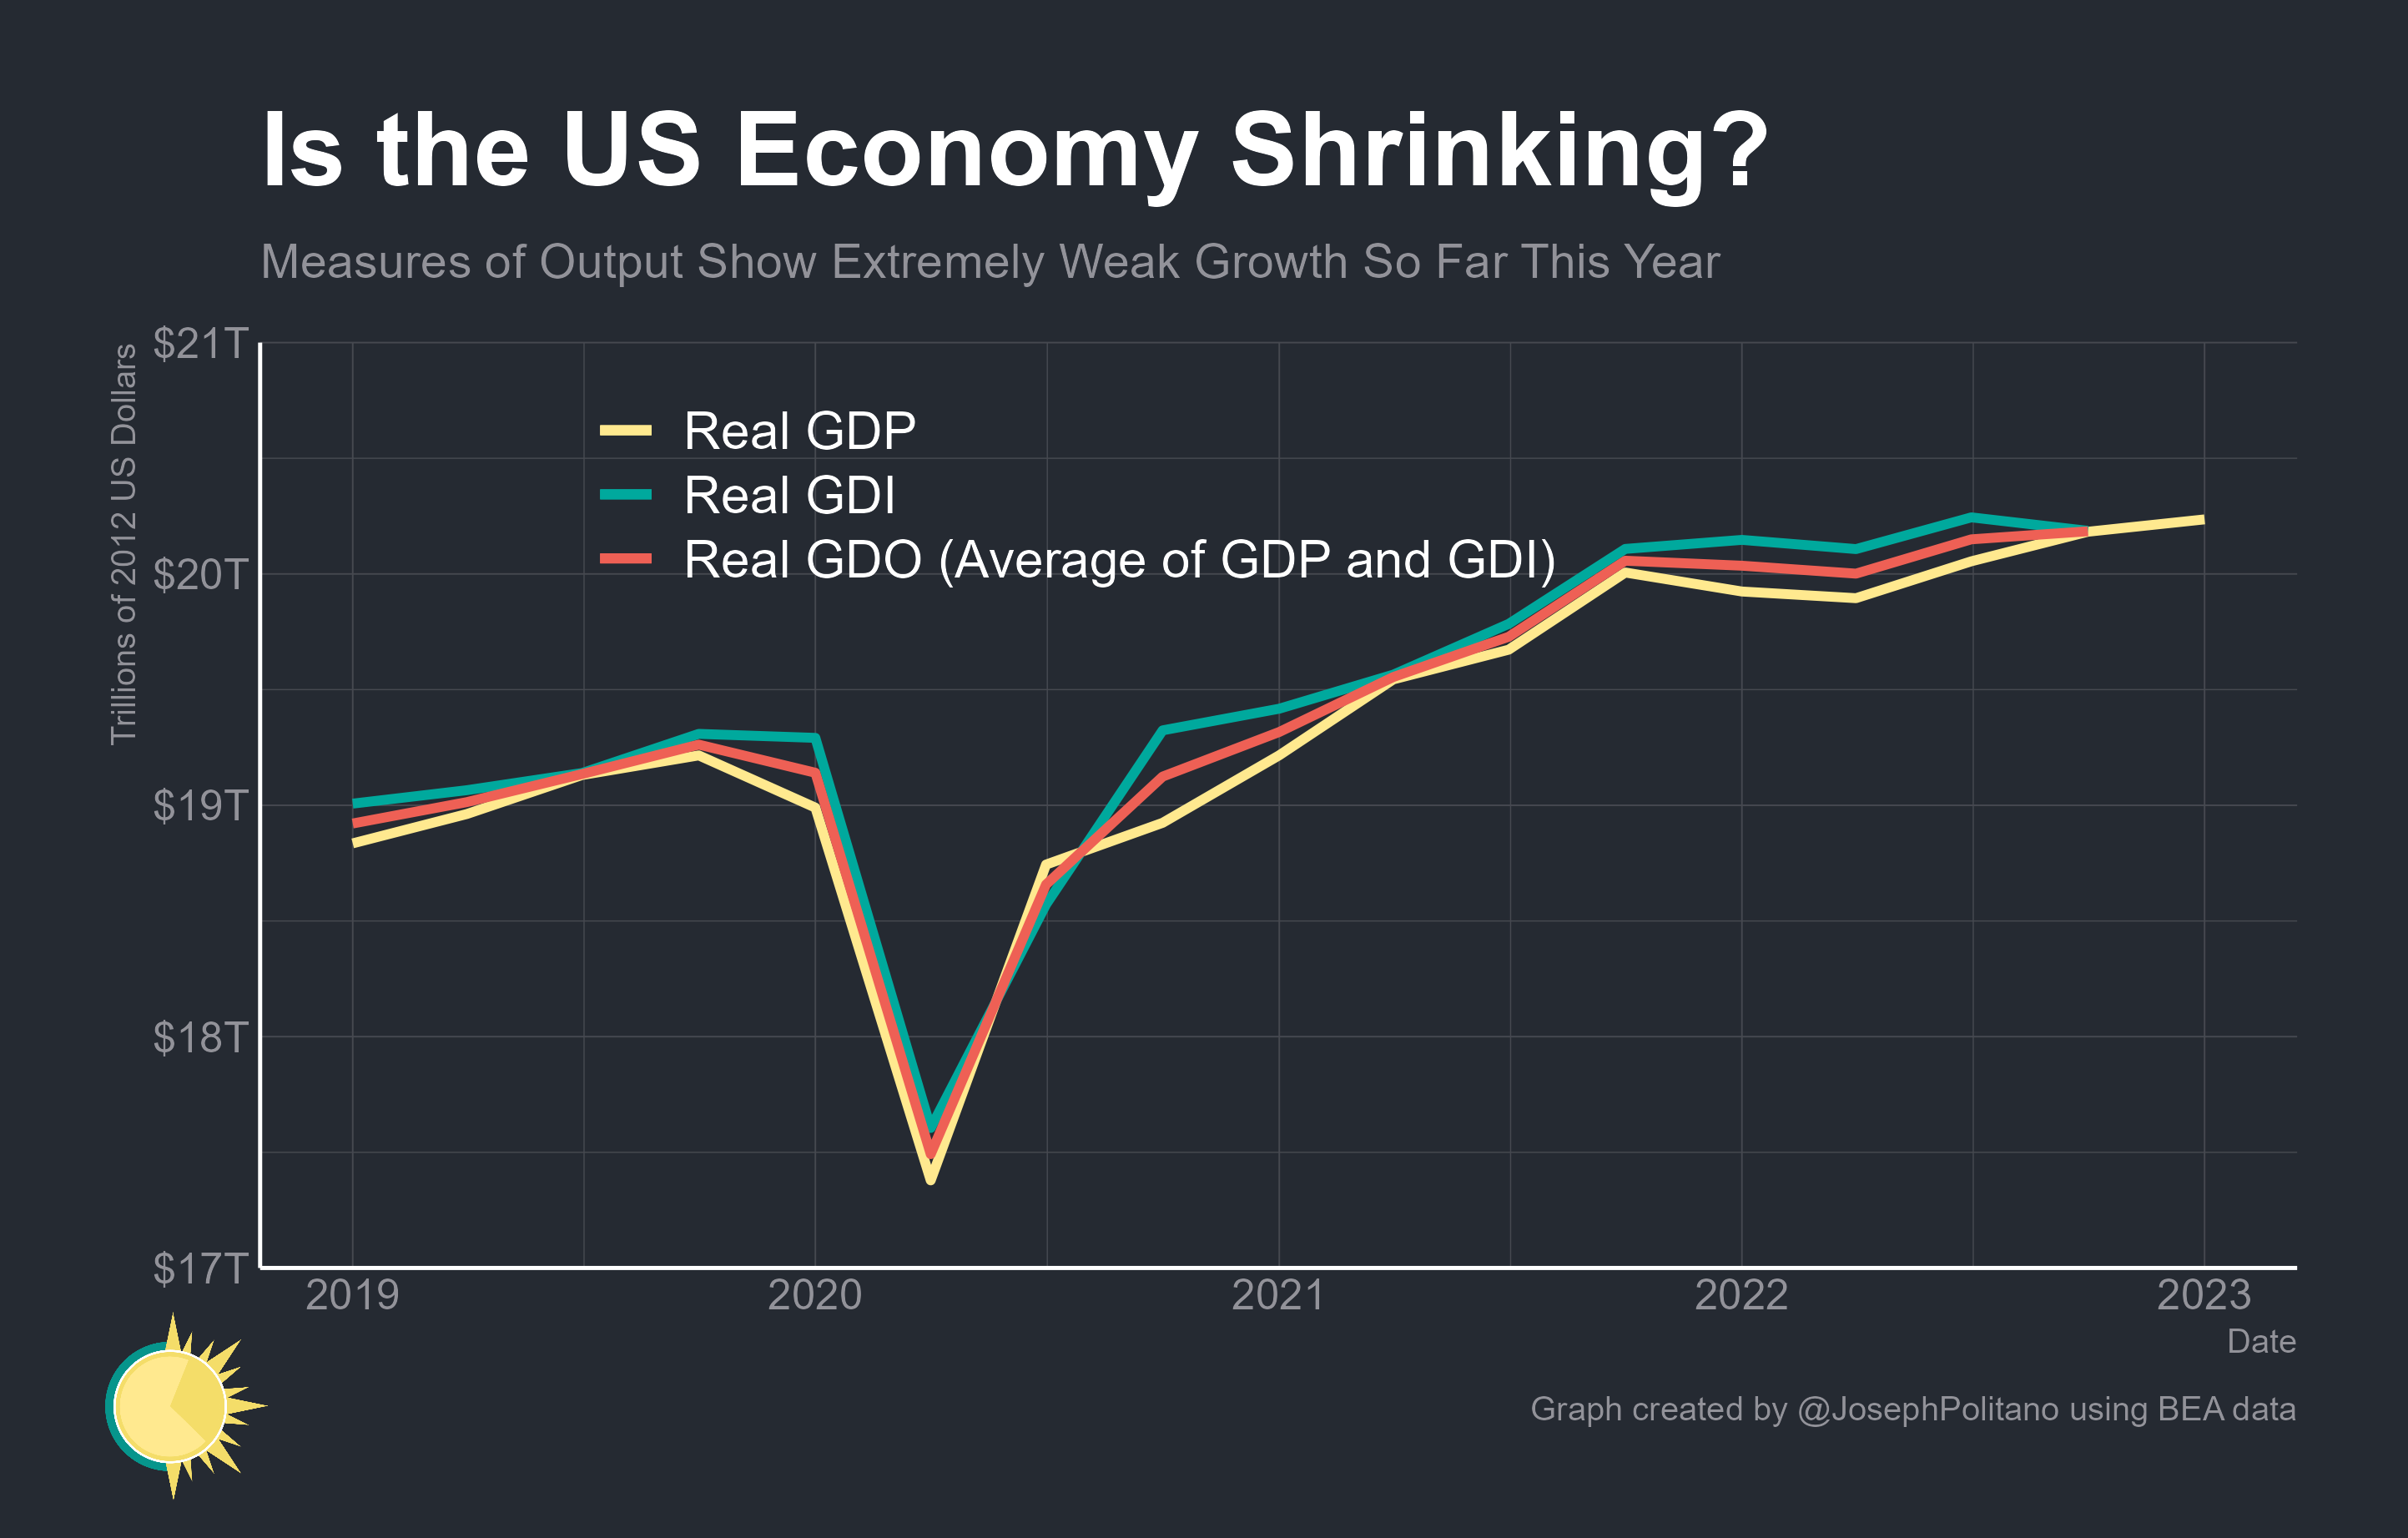 Is the US Economy Shrinking?
Measures of Output Show Extremely Weak Growth So Far This Year
Trillions of 2012 US Dollars
$21T
$20T
$19T
$18T
$17T
Real GDP
Real GDI
Real GDO (Average of GDP and GDI)
2019
2020
2021
2022
2023
Date
Graph created by @JosephPolitano using BEA data